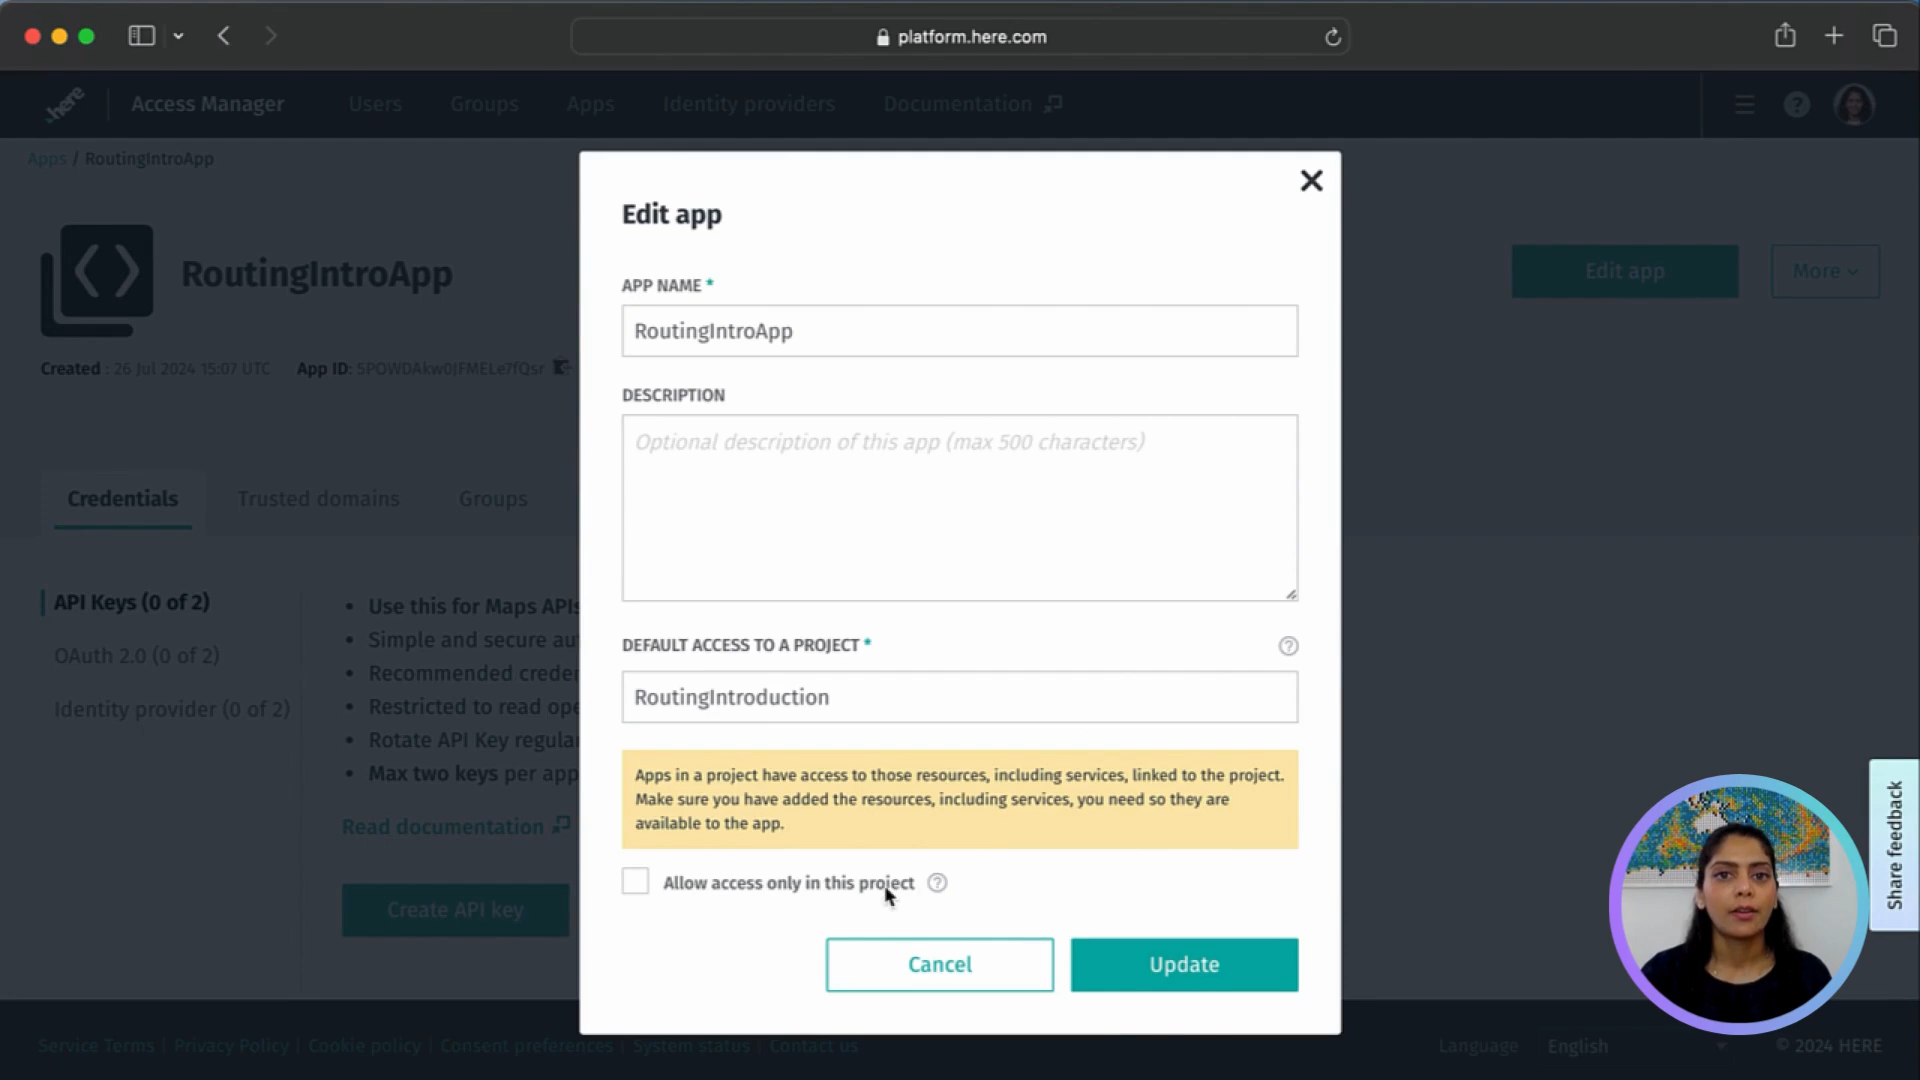 platform.here.com
here
Access Manager
Users
Groups
Apps
Identity providers
Documentation
Apps / RoutingIntroApp
RoutingIntroApp
Edit app
More
Created : 26 Jul 2024 15:07 UTC
App ID: 5POWDAkw0JFMELe7fQsr
Credentials
Trusted domains
Groups
API Keys (0 of 2)
OAuth 2.0 (0 of 2)
Identity provider (0 of 2)
Use this for Maps APIs
Simple and secure au
Recommended creder
Restricted to read ope
Rotate API Key regula
Max two keys per app
Read documentation
Create API key
Edit app
APP NAME *
RoutingIntroApp
DESCRIPTION
Optional description of this app (max 500 characters)
DEFAULT ACCESS TO A PROJECT *
RoutingIntroduction
Apps in a project have access to those resources, including services, linked to the project.
Make sure you have added the resources, including services, you need so they are
available to the app.
Allow access only in this project
Cancel
Update
Share feedback
Service Terms | Privacy Policy | Cookie policy | Consent preferences | System status | Contact us
Language
English
© 2024 HERE